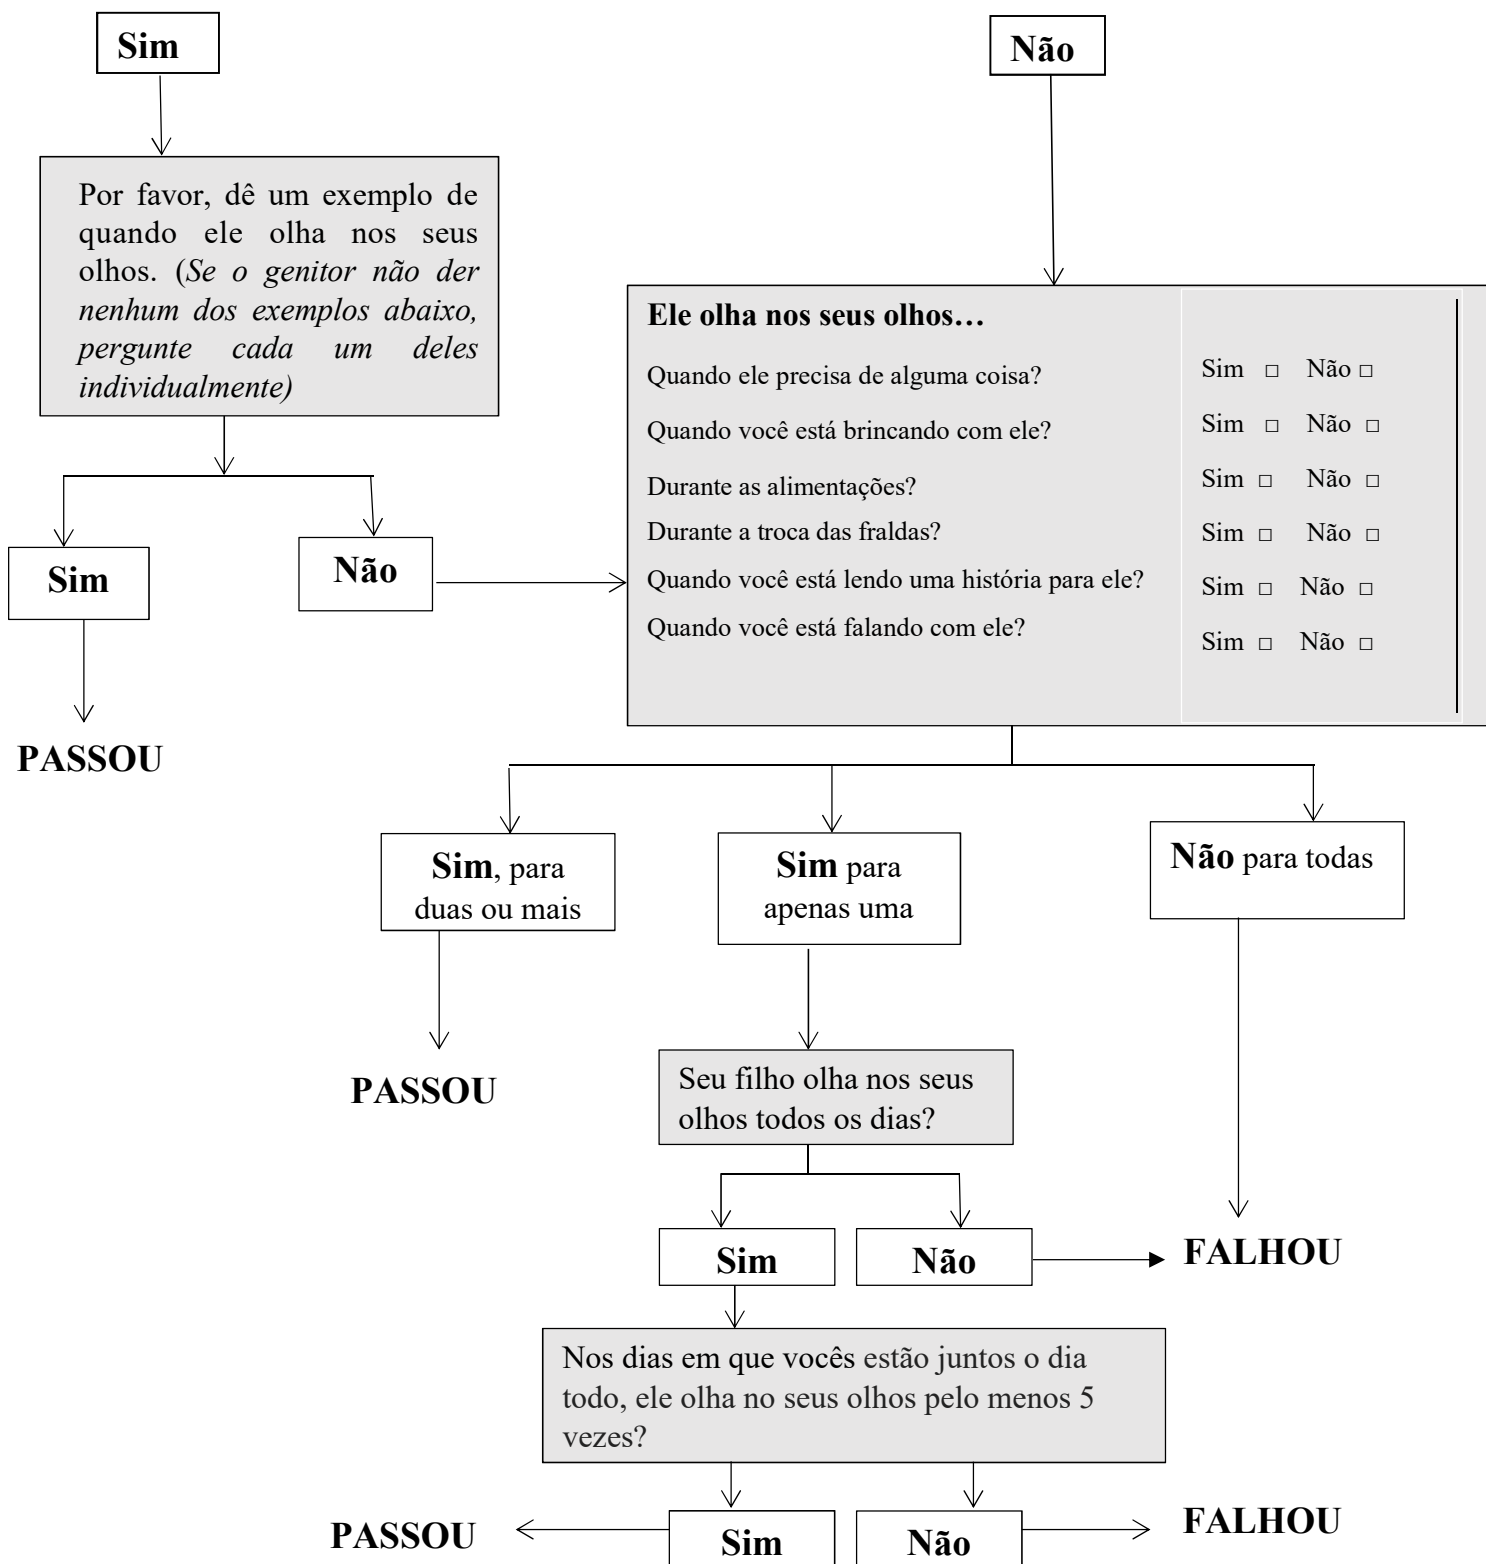 Sim
Não
Por favor, dê um exemplo de
quando ele olha nos seus
olhos. (Se o genitor não der
nenhum dos exemplos abaixo,
pergunte cada um deles
individualmente)
Sim
Não
PASSOU
Ele olha nos seus olhos…
Quando ele precisa de alguma coisa? Sim □ Não □
Quando você está brincando com ele? Sim □ Não □
Durante as alimentações? Sim □ Não □
Durante a troca das fraldas? Sim □ Não □
Quando você está lendo uma história para ele? Sim □ Não □
Quando você está falando com ele? Sim □ Não □
Sim, para
duas ou mais
Sim para
apenas uma
Não para todas
PASSOU
Seu filho olha nos seus
olhos todos os dias?
Sim
Não
FALHOU
Nos dias em que vocês estão juntos o dia
todo, ele olha no seus olhos pelo menos 5
vezes?
PASSOU
Sim
Não
FALHOU